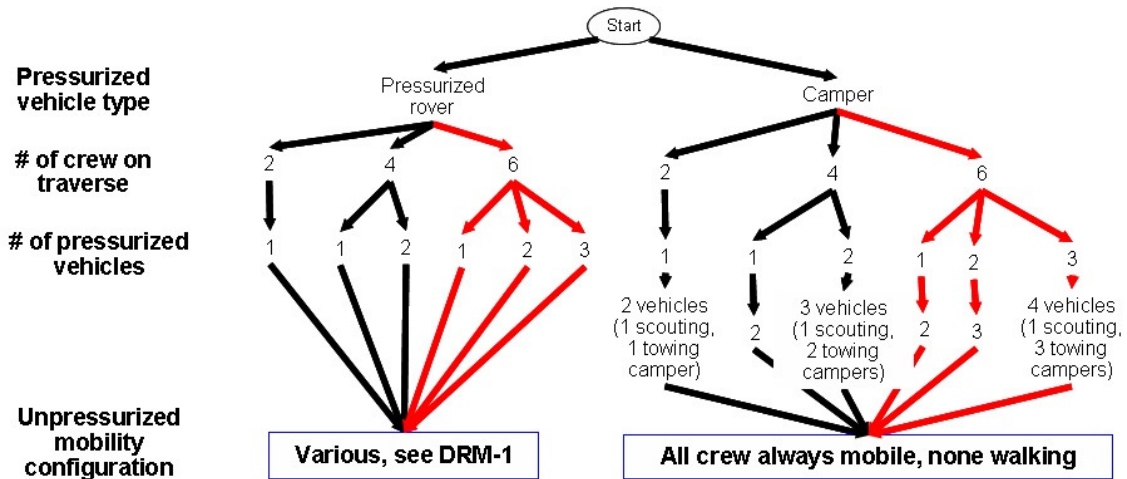 Start
Pressurized
vehicle type
Pressurized
rover
Camper
# of crew on
traverse
2 4 6 2 4 6
# of pressurized
vehicles
1 1 2 1 2 3 1 1 2 1 2 3
2 vehicles
(1 scouting,
1 towing
camper)
2
3 vehicles
(1 scouting,
2 towing
campers)
2
3
4 vehicles
(1 scouting,
3 towing
campers)
Unpressurized
mobility
configuration
Various, see DRM-1
All crew always mobile, none walking